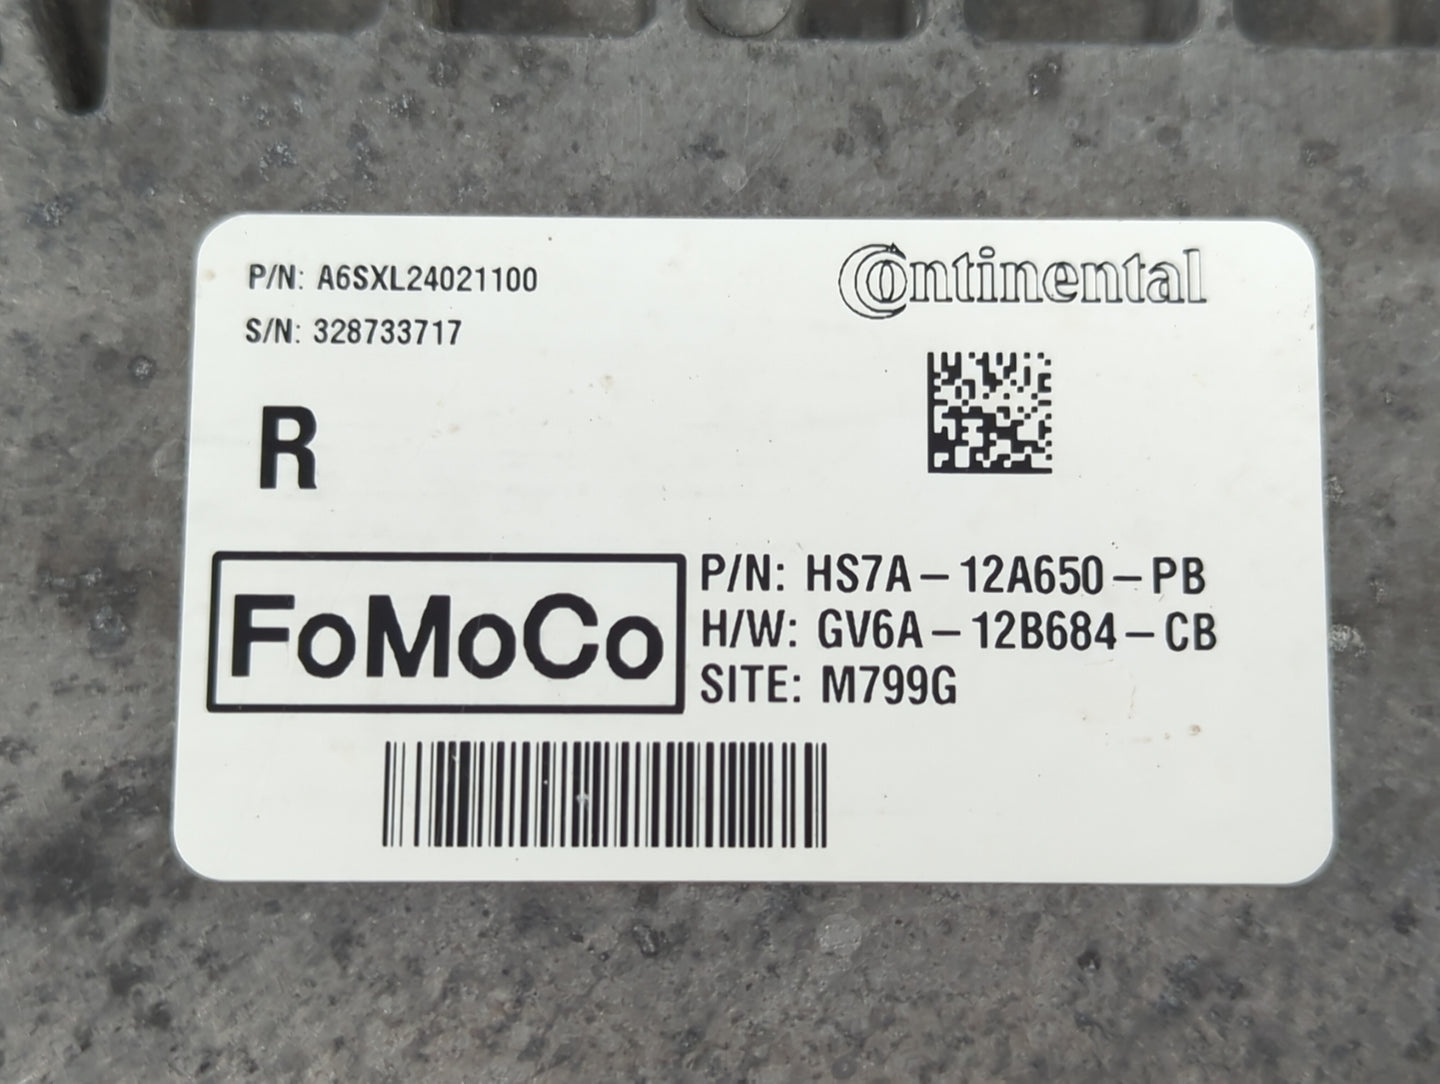 P/N: A6SXL24021100
Continental
S/N: 328733717
R
FoMoCo
P/N: HS7A-12A650-PB
H/W: GV6A-12B684-CB
SITE: M799G